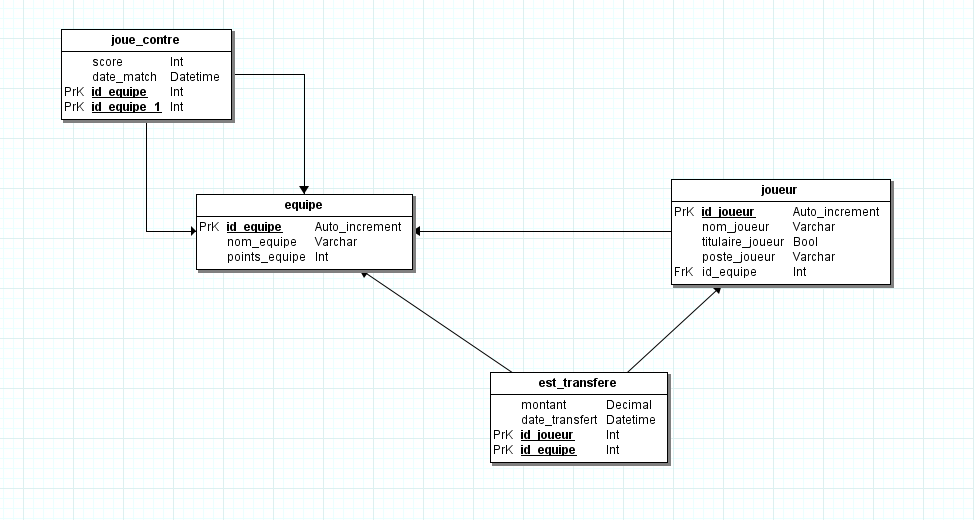 joue_contre
score Int
date_match Datetime
PrK id_equipe Int
PrK id_equipe_1 Int
equipe
PrK id_equipe Auto_increment
nom_equipe Varchar
points_equipe Int
joueur
PrK id_joueur Auto_increment
nom_joueur Varchar
titulaire_joueur Bool
poste_joueur Varchar
FrK id_equipe Int
est_transfere
montant Decimal
date_transfert Datetime
PrK id_joueur Int
PrK id_equipe Int